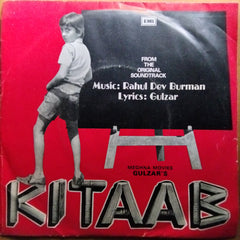 EMI
FROM
THE
ORIGINAL
SOUNDTRACK
Music: Rahul Dev Burman
Lyrics: Gulzar
MEGHNA MOVIES
GULZAR'S
KITAAB